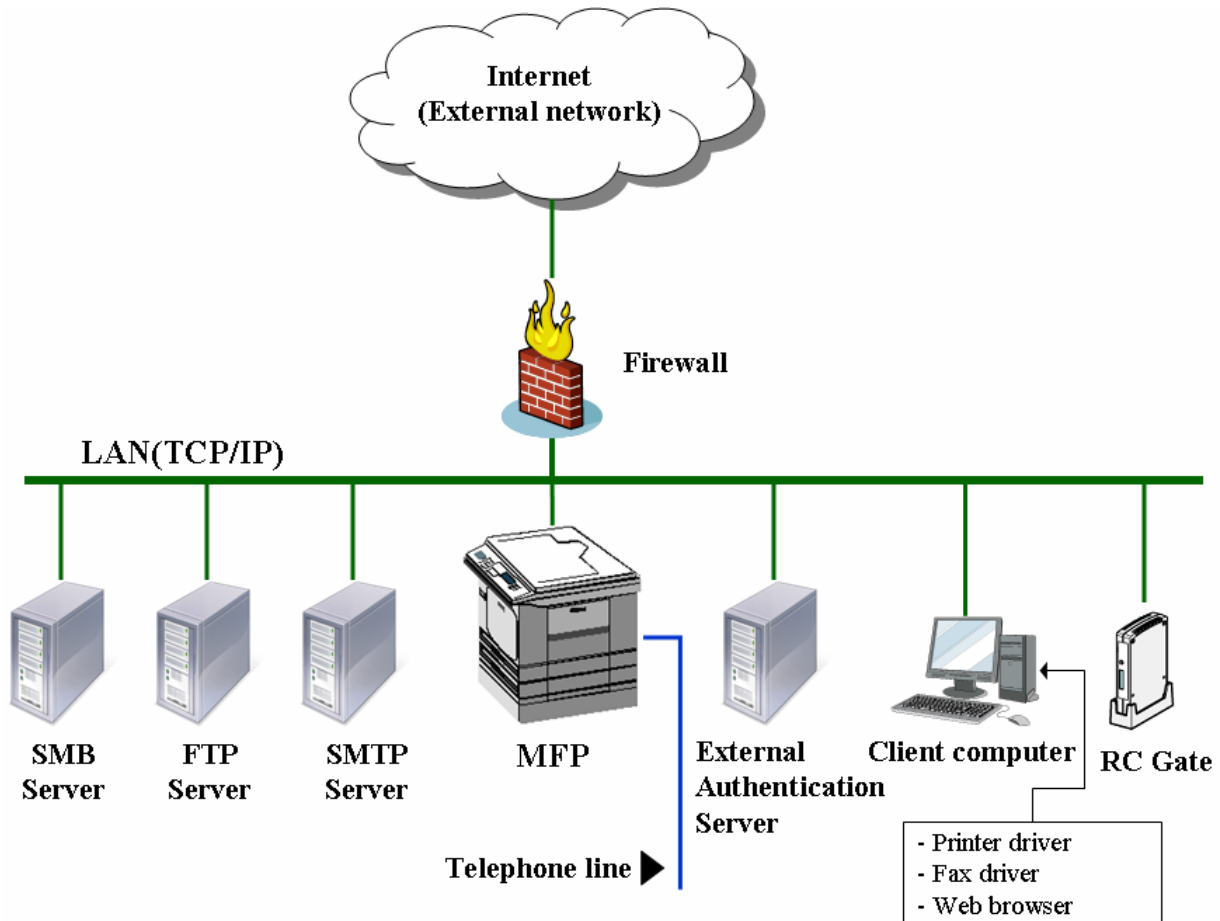 Internet
(External network)
Firewall
LAN(TCP/IP)
SMB
Server
FTP
Server
SMTP
Server
MFP
External
Authentication
Server
Client computer
RC Gate
Telephone line
- Printer driver
- Fax driver
- Web browser